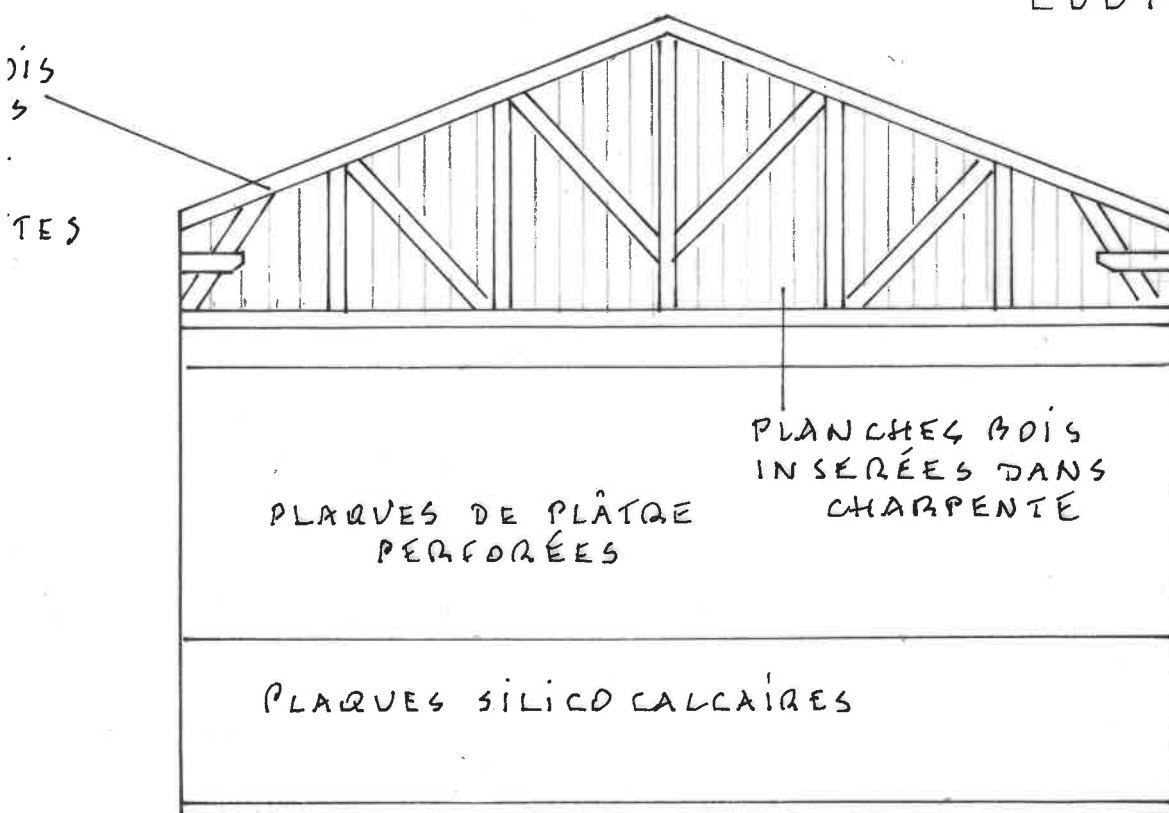 TES
PLANCHES BOIS
INSERÉES DANS
CHARPENTE
PLAQUES DE PLÂTRE
PERFORÉES
PLAQUES SILICO CALCAIRES